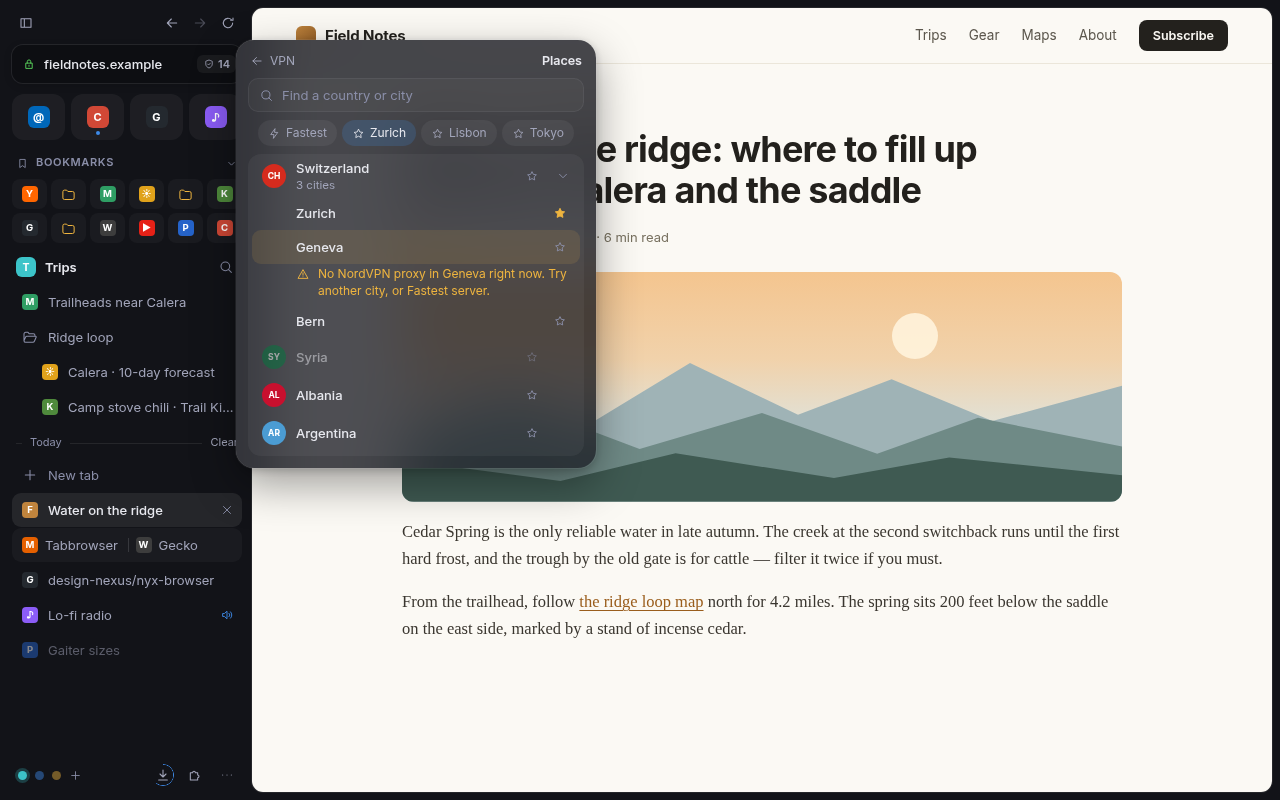 fieldnotes.example
14
@
C
G
BOOKMARKS
Y
M
K
G
W
P
C
T Trips
M Trailheads near Calera
Ridge loop
Calera · 10-day forecast
K Camp stove chili · Trail Ki...
Today
Clear
New tab
F Water on the ridge
M Tabbrowser W Gecko
G design-nexus/nyx-browser
Lo-fi radio
P Gaiter sizes
VPN
Places
Find a country or city
Fastest Zurich Lisbon Tokyo
CH Switzerland
3 cities
Zurich
Geneva
No NordVPN proxy in Geneva right now. Try
another city, or Fastest server.
Bern
SY Syria
AL Albania
AR Argentina
Field Notes
Trips Gear Maps About Subscribe
e ridge: where to fill up
alera and the saddle
· 6 min read
Cedar Spring is the only reliable water in late autumn. The creek at the second switchback runs until the first
hard frost, and the trough by the old gate is for cattle — filter it twice if you must.
From the trailhead, follow the ridge loop map north for 4.2 miles. The spring sits 200 feet below the saddle
on the east side, marked by a stand of incense cedar.